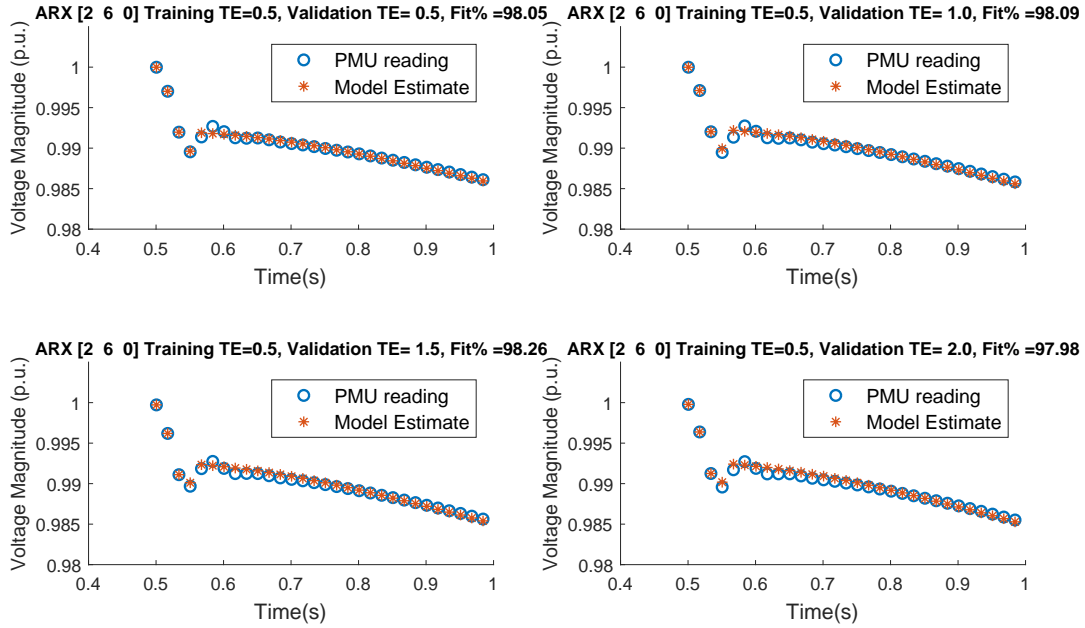 ARX [2  6  0] Training TE=0.5, Validation TE= 0.5, Fit% =98.05
Voltage Magnitude (p.u.)
1
0.995
0.99
0.985
0.98
PMU reading
Model Estimate
0.4 0.5 0.6 0.7 0.8 0.9 1
Time(s)
ARX [2  6  0] Training TE=0.5, Validation TE= 1.0, Fit% =98.09
Voltage Magnitude (p.u.)
1
0.995
0.99
0.985
0.98
PMU reading
Model Estimate
0.4 0.5 0.6 0.7 0.8 0.9 1
Time(s)
ARX [2  6  0] Training TE=0.5, Validation TE= 1.5, Fit% =98.26
Voltage Magnitude (p.u.)
1
0.995
0.99
0.985
0.98
PMU reading
Model Estimate
0.4 0.5 0.6 0.7 0.8 0.9 1
Time(s)
ARX [2  6  0] Training TE=0.5, Validation TE= 2.0, Fit% =97.98
Voltage Magnitude (p.u.)
1
0.995
0.99
0.985
0.98
PMU reading
Model Estimate
0.4 0.5 0.6 0.7 0.8 0.9 1
Time(s)